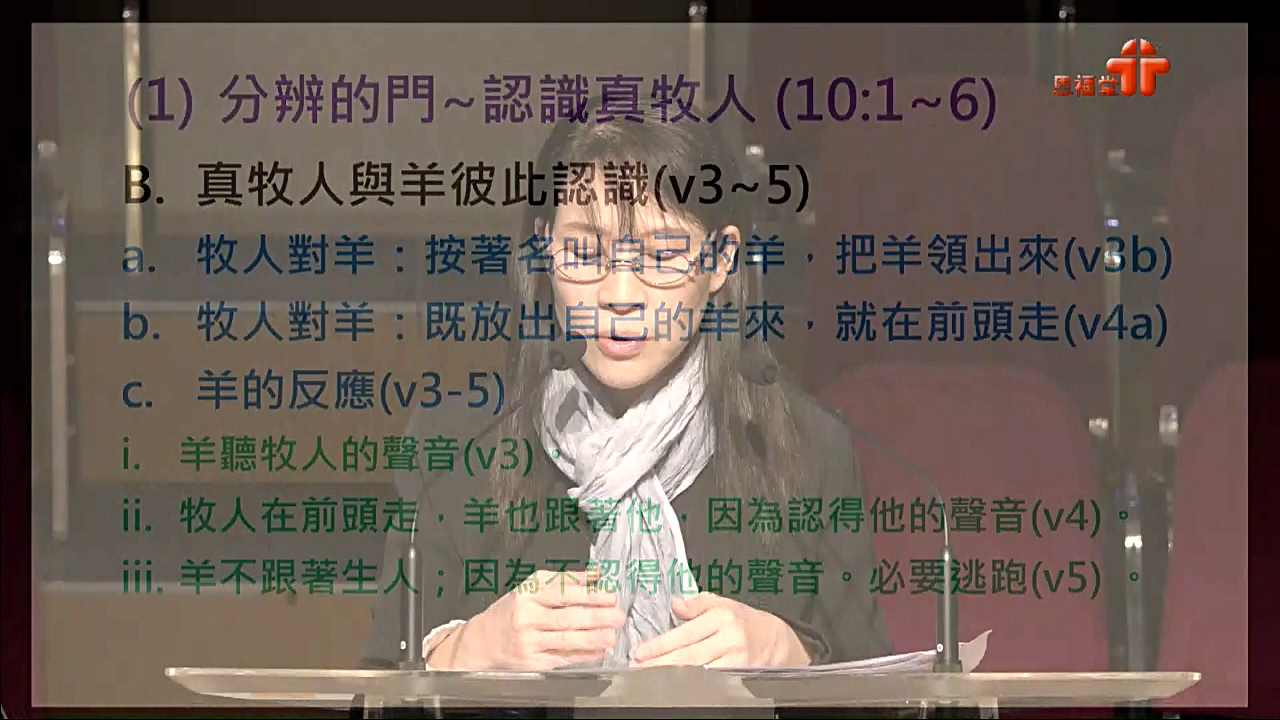 恩福堂
(1) 分辨的門~認識真牧人 (10:1~6)
B. 真牧人與羊彼此認識(v3~5)
a. 牧人對羊：按著名叫自己的羊，把羊領出來(v3b)
b. 牧人對羊：既放出自己的羊來，就在前頭走(v4a)
c. 羊的反應(v3-5)
i. 羊聽牧人的聲音(v3)。
ii. 牧人在前頭走，羊也跟著他，因為認得他的聲音(v4)。
iii. 羊不跟著生人；因為不認得他的聲音。必要逃跑(v5)。